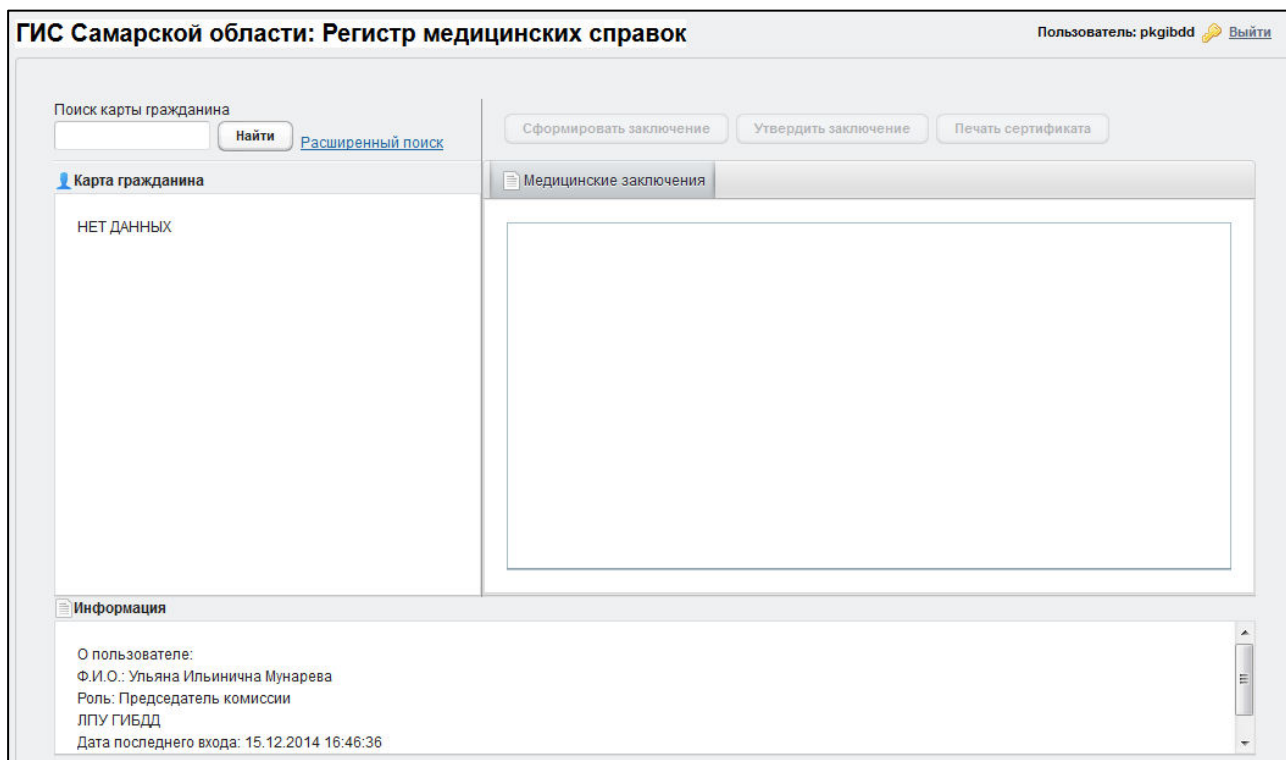 ГИС Самарской области: Регистр медицинских справок
Пользователь: pkgibdd Выйти
Поиск карты гражданина
Найти Расширенный поиск
Сформировать заключение Утвердить заключение Печать сертификата
Карта гражданина
Медицинские заключения
НЕТ ДАННЫХ
Информация
О пользователе:
Ф.И.О.: Ульяна Ильинична Мунарева
Роль: Председатель комиссии
ЛПУ ГИБДД
Дата последнего входа: 15.12.2014 16:46:36